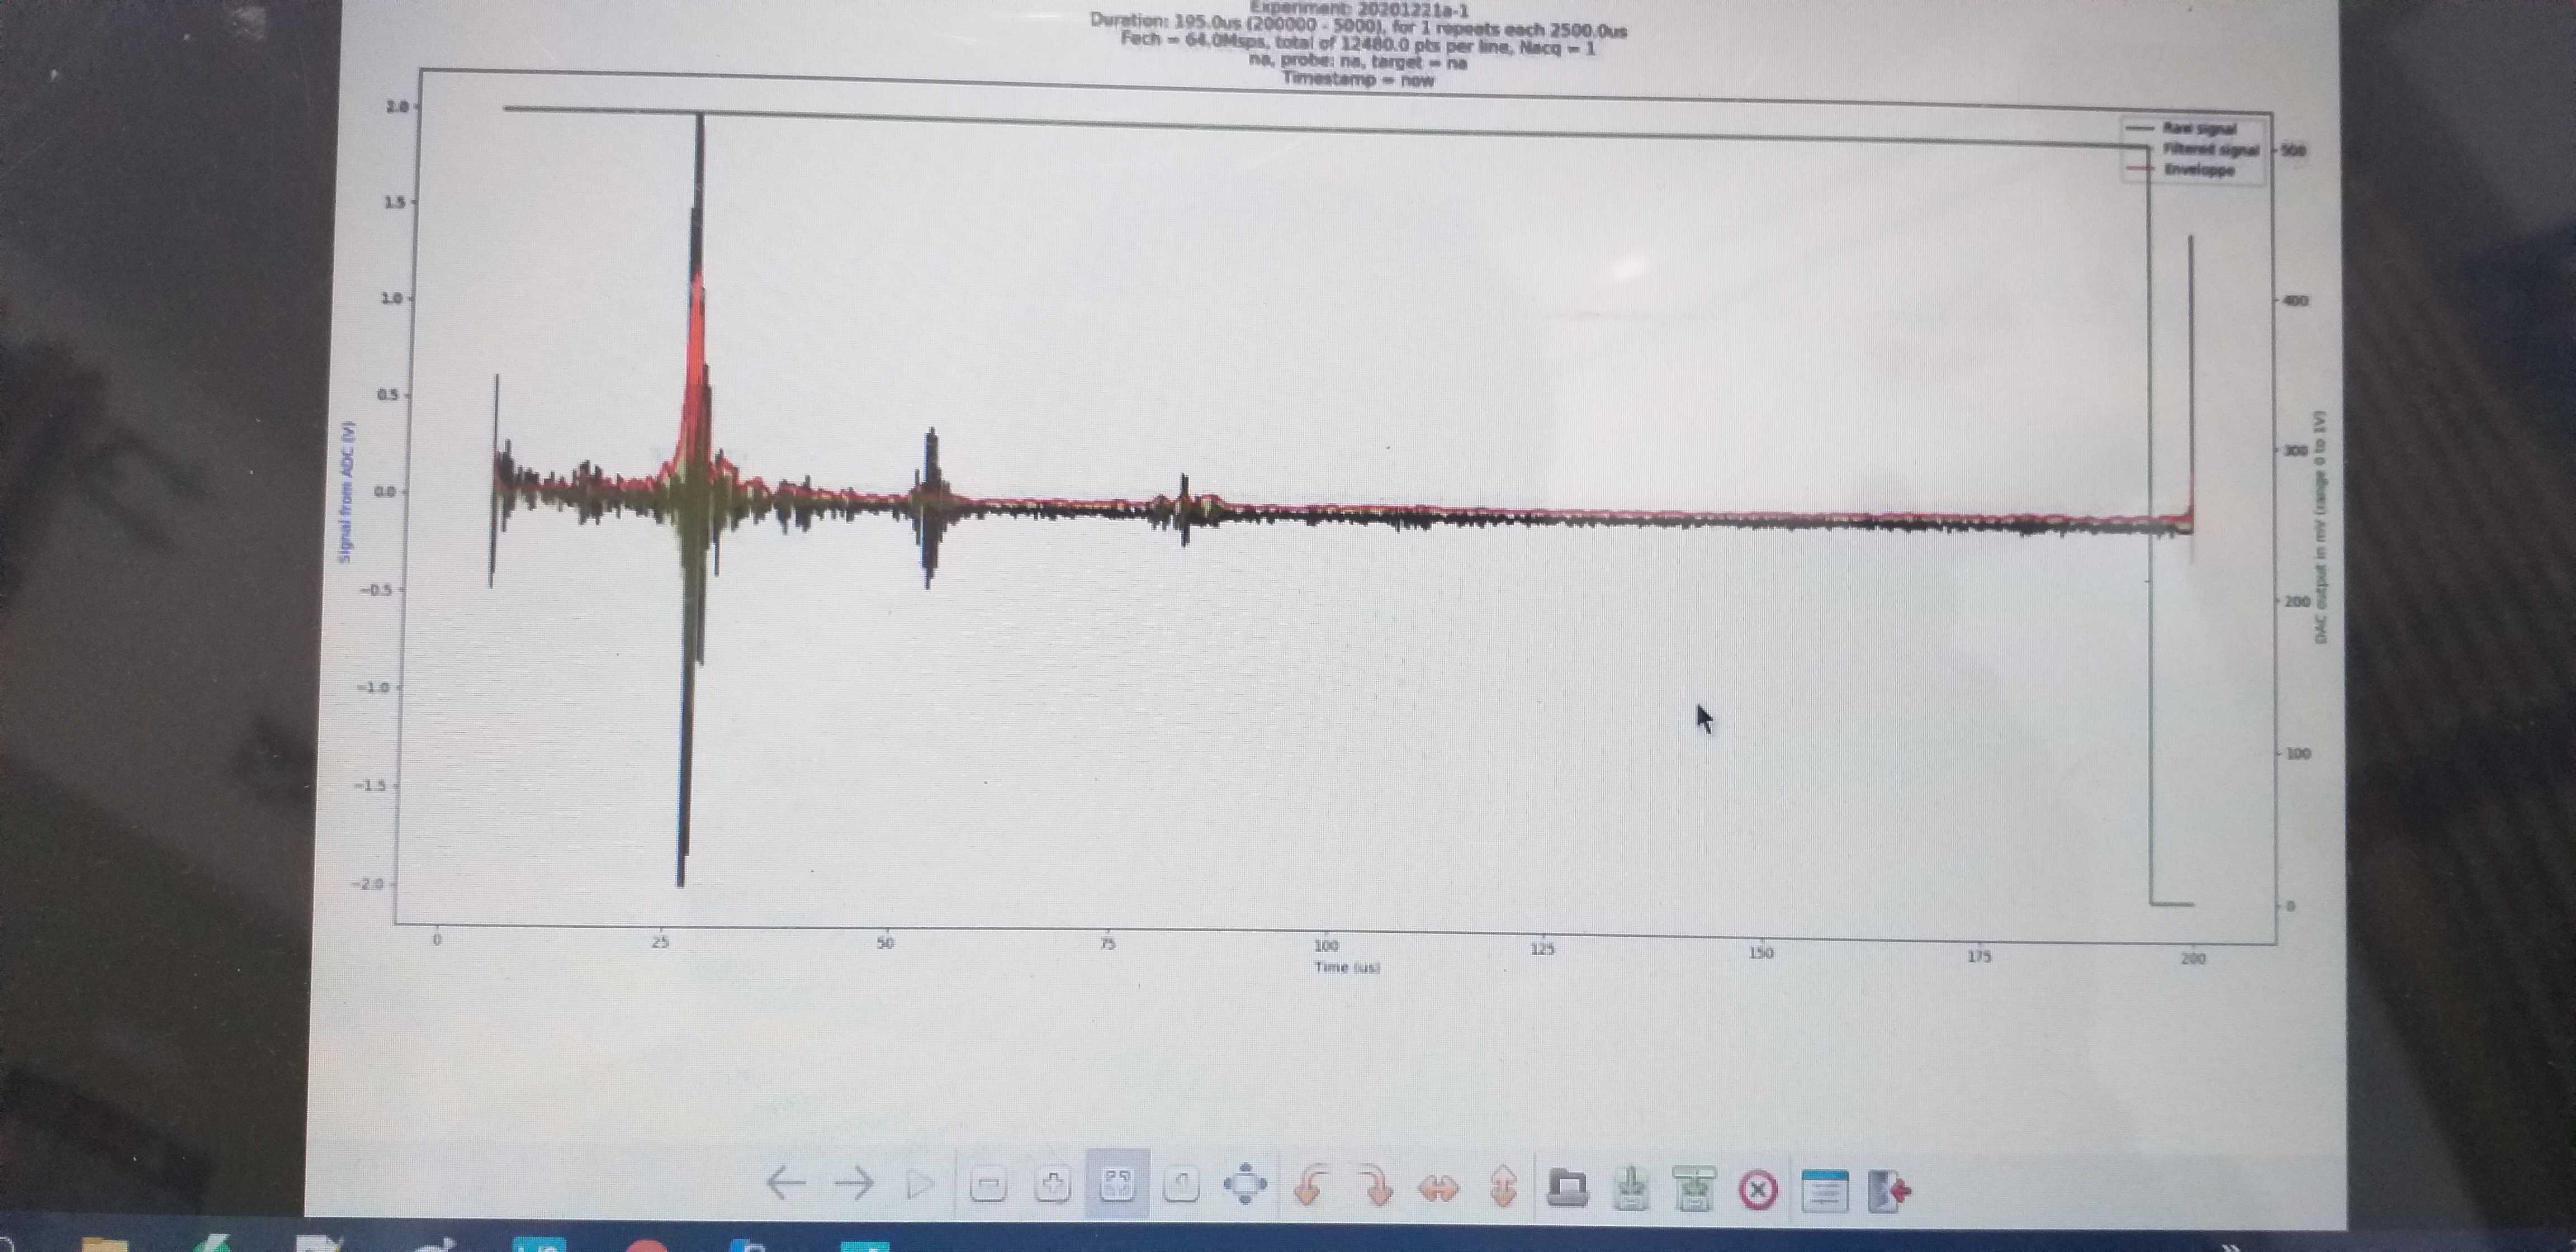 Experiment: 20201221a-1
Duration: 195.0us (200000 - 5000), for 1 repeats each 2500.0us
Fech = 64.0Msps, total of 12480.0 pts per line, Nacq = 1
na, probe: na, target = na
Timestamp = now
Raw signal
Filtered signal
Enveloppe
2.0
1.5
1.0
0.5
0.0
-0.5
-1.0
-1.5
-2.0
Signal from ADC (V)
500
400
300
200
100
0
DAC output in mV (range 0 to 1V)
0
25
50
75
100
125
150
175
200
Time (us)